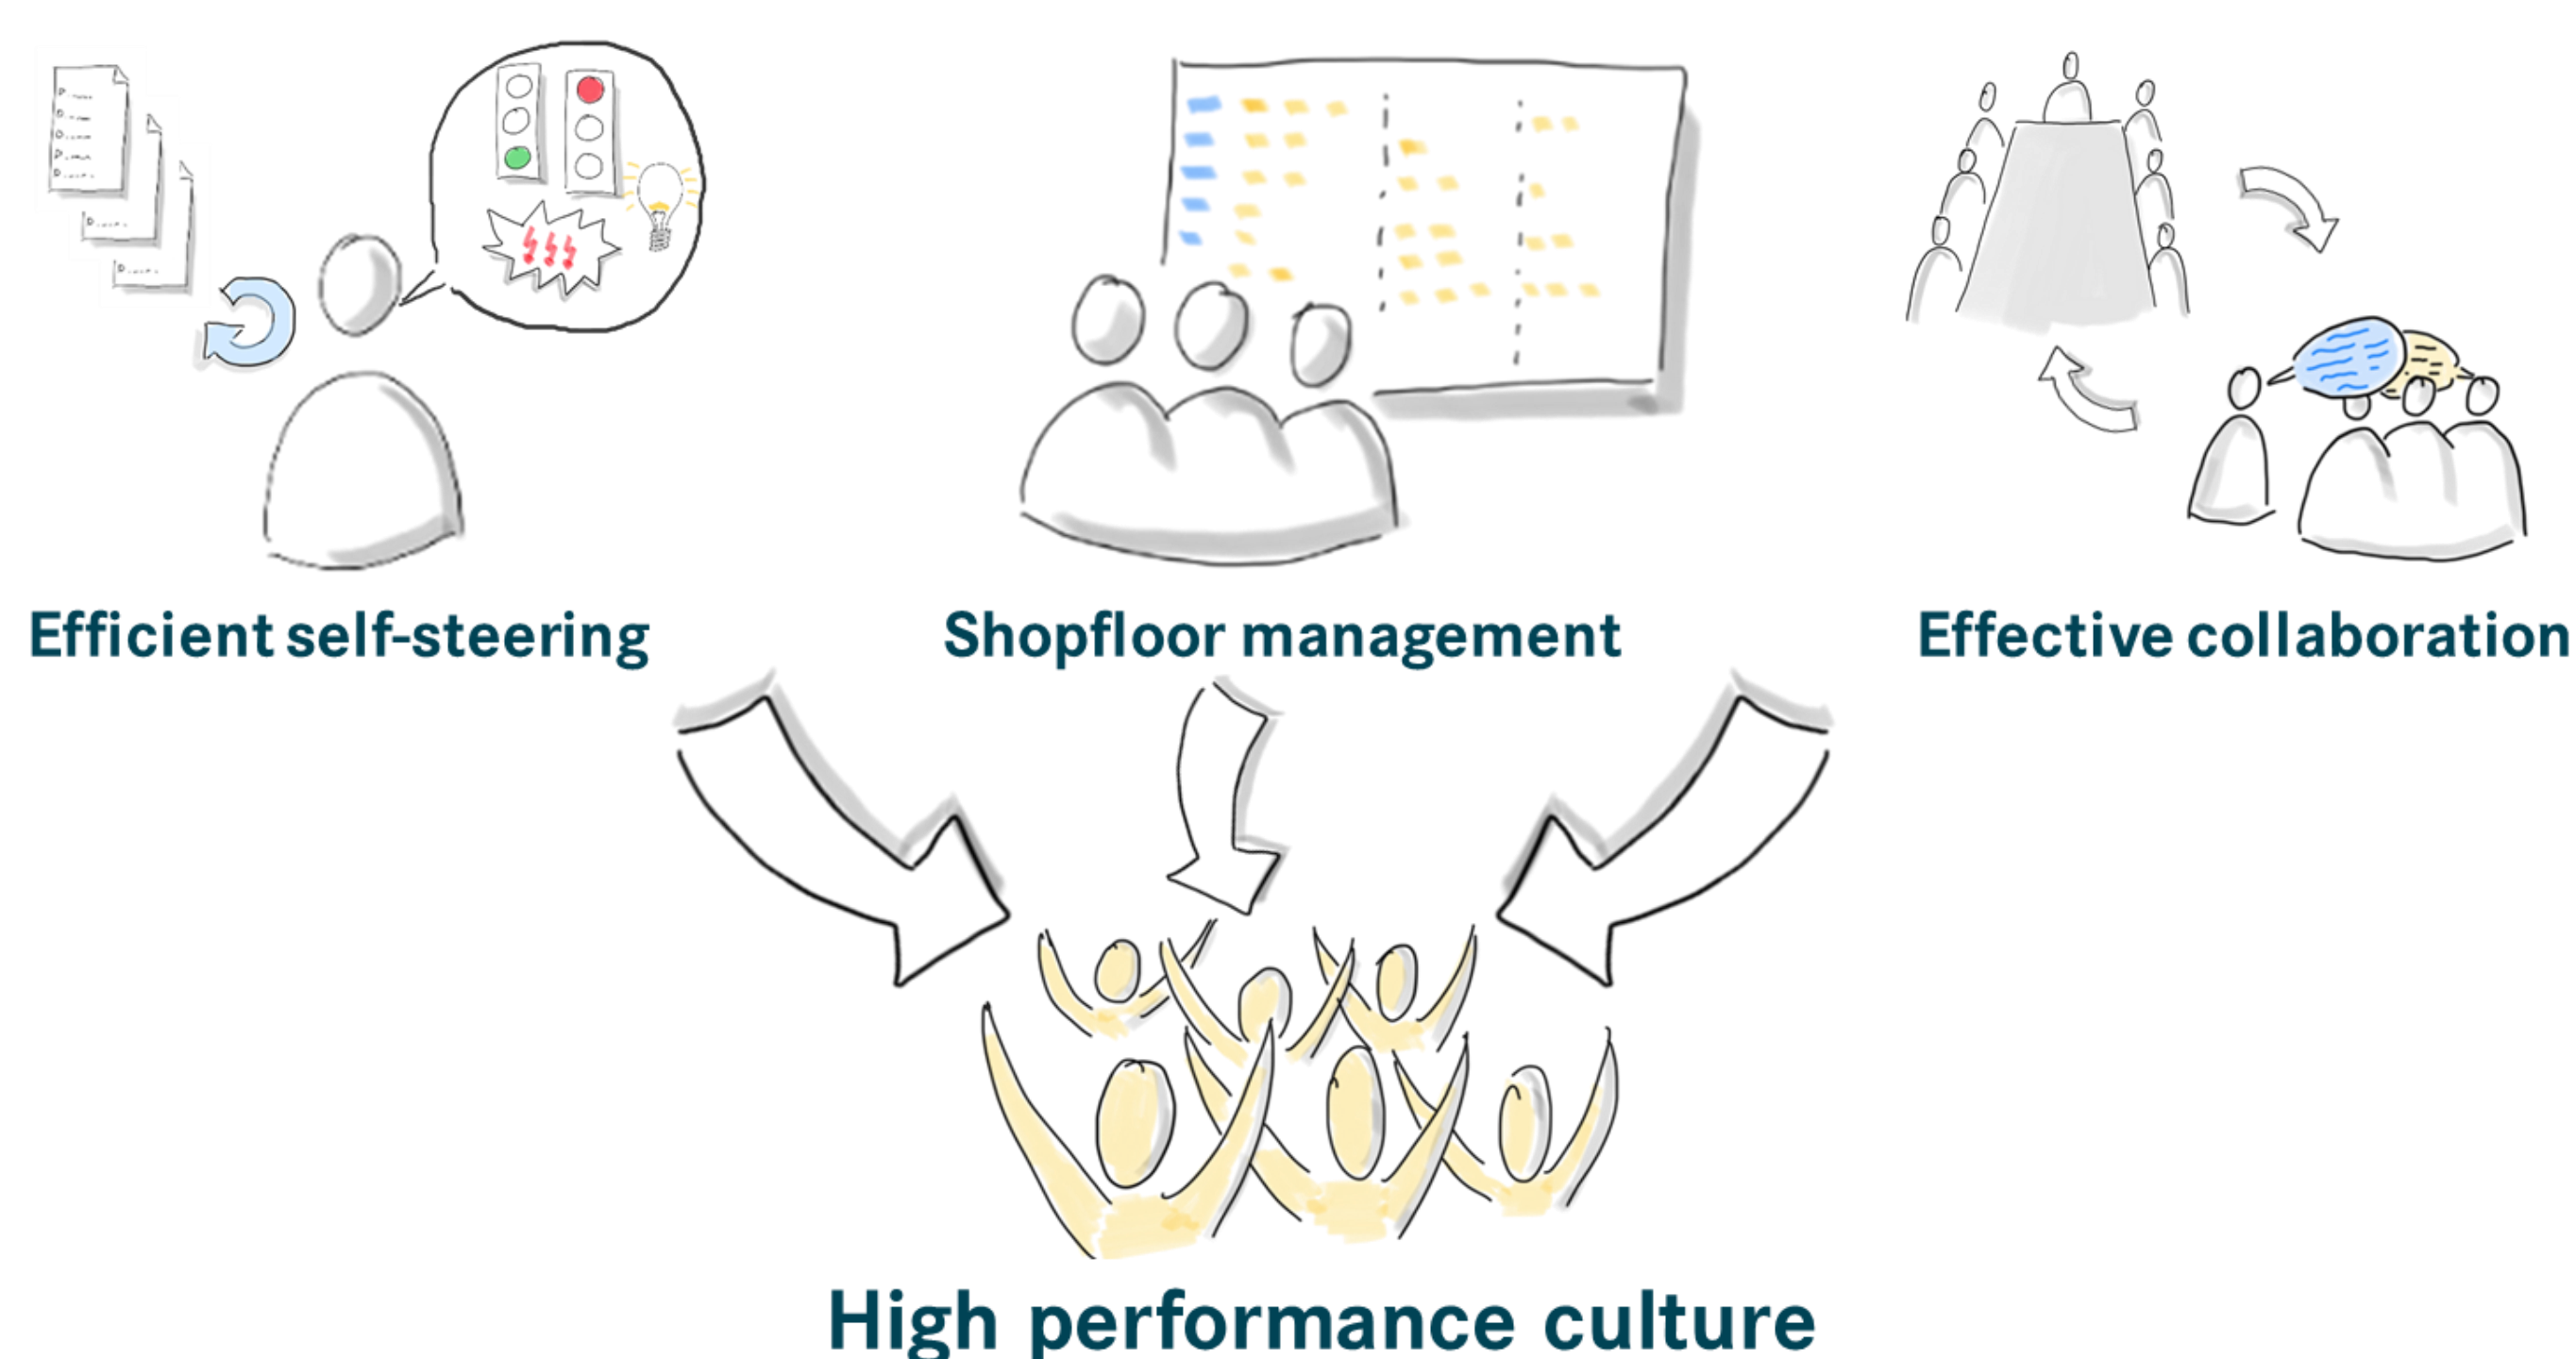 Efficient self-steering
Shopfloor management
Effective collaboration
High performance culture